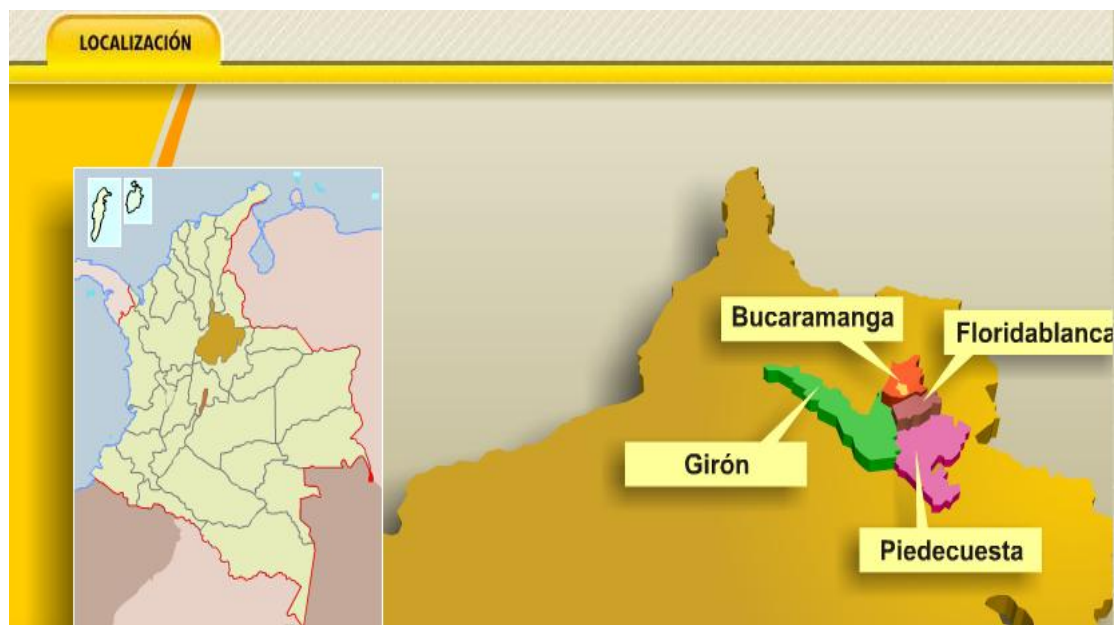 LOCALIZACIÓN
Bucaramanga
Floridablanca
Girón
Piedecuesta